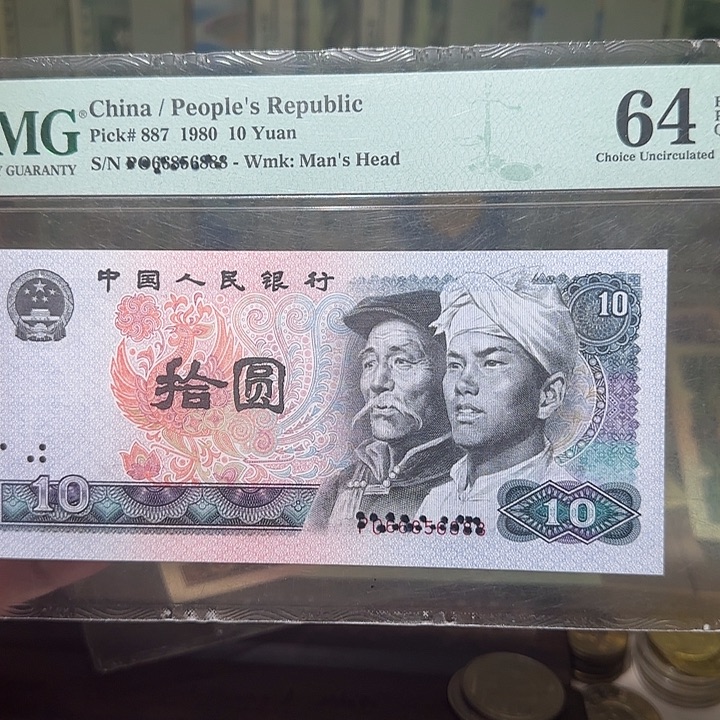 MG® China / People's Republic
Pick# 887 1980 10 Yuan
Y GUARANTY S/N - Wmk: Man's Head
64
Choice Uncirculated
中国人民银行
10
拾圆
10
10